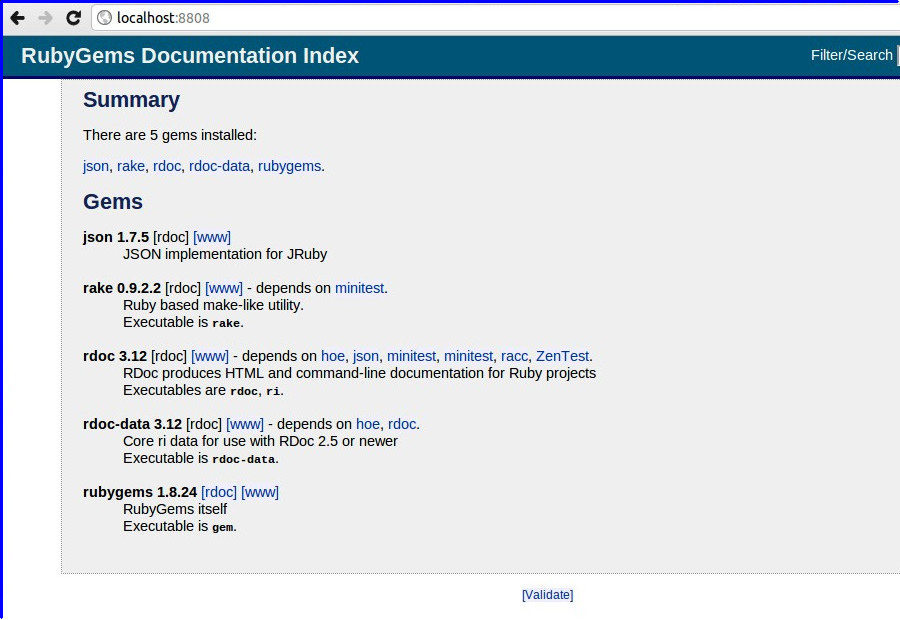 localhost:8808
RubyGems Documentation Index
Filter/Search
Summary
There are 5 gems installed:
json, rake, rdoc, rdoc-data, rubygems.
Gems
json 1.7.5 [rdoc] [www]
JSON implementation for JRuby
rake 0.9.2.2 [rdoc] [www] - depends on minitest.
Ruby based make-like utility.
Executable is rake.
rdoc 3.12 [rdoc] [www] - depends on hoe, json, minitest, minitest, racc, ZenTest.
RDoc produces HTML and command-line documentation for Ruby projects
Executables are rdoc, ri.
rdoc-data 3.12 [rdoc] [www] - depends on hoe, rdoc.
Core ri data for use with RDoc 2.5 or newer
Executable is rdoc-data.
rubygems 1.8.24 [rdoc] [www]
RubyGems itself
Executable is gem.
[Validate]